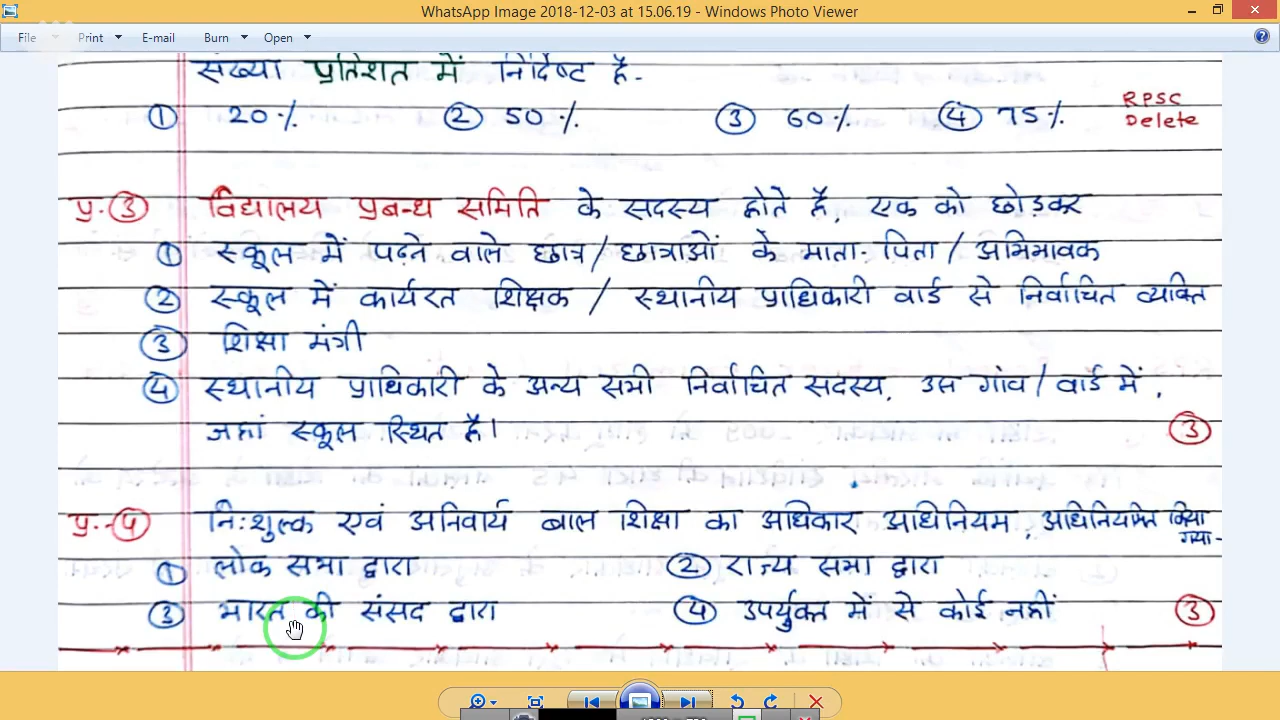 WhatsApp Image 2018-12-03 at 15.06.19 - Windows Photo Viewer
File Print E-mail Burn Open
संख्या प्रतिशत में निर्दिष्ट है-
① 20% ② 50% ③ 60% ④ 75% RPSC
Delete
प्र.③ विद्यालय प्रबन्ध समिति के सदस्य होते है, एक को छोड़कर
① स्कूल में पढ़ने वाले छात्र/छात्राओं के माता-पिता/अभिभावक
② स्कूल में कार्यरत शिक्षक / स्थानीय प्राधिकारी वार्ड से निर्वाचित व्यक्ति
③ शिक्षा मंत्री
④ स्थानीय प्राधिकारी के अन्य सभी निर्वाचित सदस्य, उस गांव/वार्ड में,
जहां स्कूल स्थित है। ③
प्र.-④ निःशुल्क एवं अनिवार्य बाल शिक्षा का अधिकार अधिनियम, अधिनियमित किया
गया-
① लोक सभा द्वारा ② राज्य सभा द्वारा
③ भारत की संसद द्वारा ④ उपर्युक्त में से कोई नहीं ③